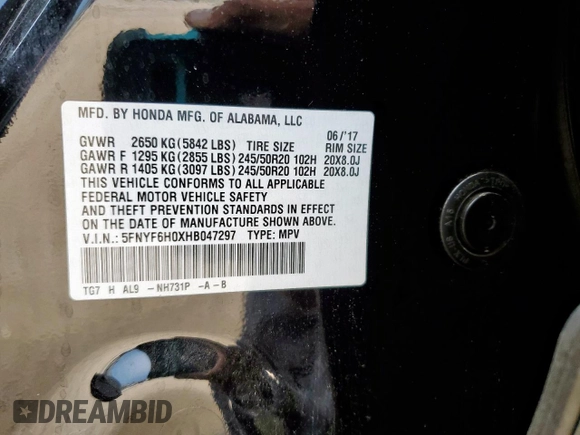 MFD. BY HONDA MFG. OF ALABAMA, LLC
06/'17
GVWR 2650 KG (5842 LBS) TIRE SIZE RIM SIZE
GAWR F 1295 KG (2855 LBS) 245/50R20 102H 20X8.0J
GAWR R 1405 KG (3097 LBS) 245/50R20 102H 20X8.0J
THIS VEHICLE CONFORMS TO ALL APPLICABLE
FEDERAL MOTOR VEHICLE SAFETY
AND THEFT PREVENTION STANDARDS IN EFFECT
ON THE DATE OF MANUFACTURE SHOWN ABOVE.
V.I.N.: 5FNYF6H0XHB047297 TYPE: MPV
TG7 H AL9 -NH731P -A-B
DREAMBID